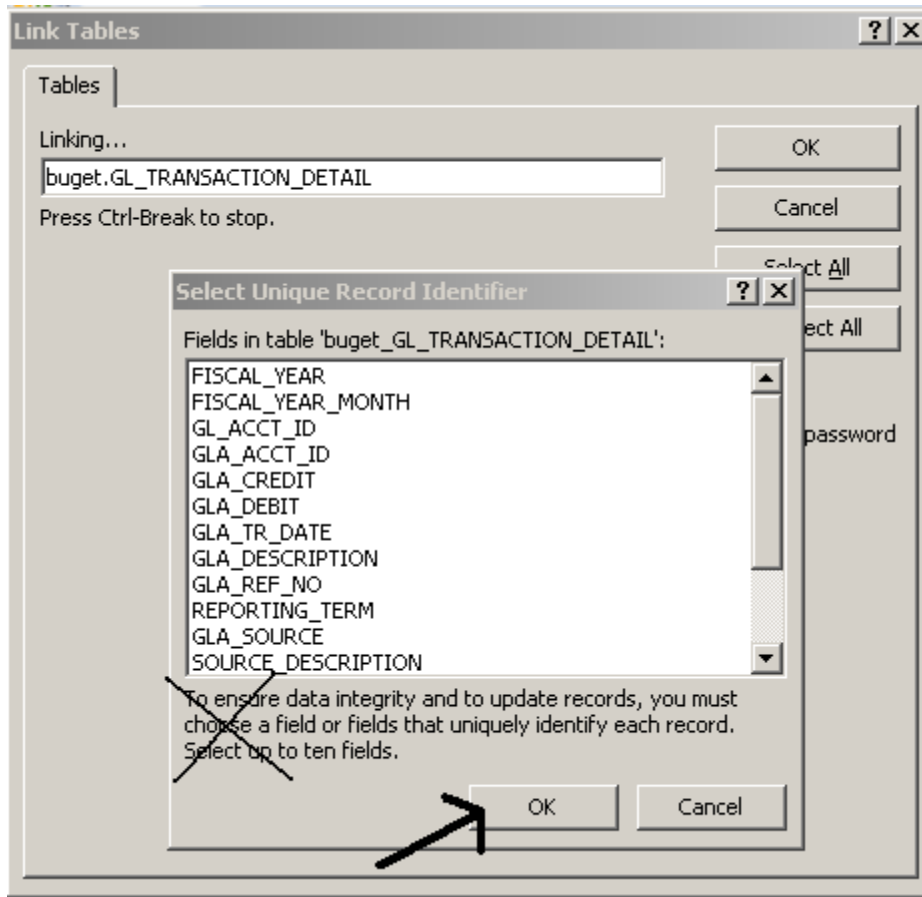 Link Tables
Tables
Linking...
buget.GL_TRANSACTION_DETAIL
Press Ctrl-Break to stop.
OK
Cancel
Select All
ect All
password
Select Unique Record Identifier
Fields in table 'buget_GL_TRANSACTION_DETAIL':
FISCAL_YEAR
FISCAL_YEAR_MONTH
GL_ACCT_ID
GLA_ACCT_ID
GLA_CREDIT
GLA_DEBIT
GLA_TR_DATE
GLA_DESCRIPTION
GLA_REF_NO
REPORTING_TERM
GLA_SOURCE
SOURCE_DESCRIPTION
To ensure data integrity and to update records, you must
choose a field or fields that uniquely identify each record.
Select up to ten fields.
OK
Cancel